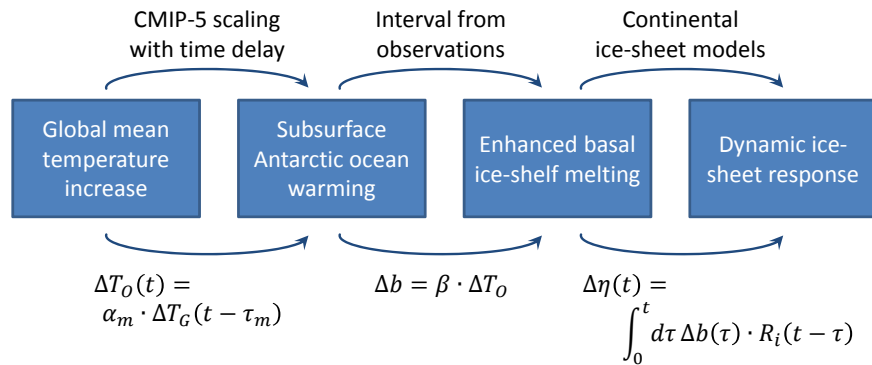 CMIP-5 scaling
with time delay
Interval from
observations
Continental
ice-sheet models
Global mean
temperature
increase
Subsurface
Antarctic ocean
warming
Enhanced basal
ice-shelf melting
Dynamic ice-
sheet response
Δ𝑇_𝑂(𝑡) =
𝛼_𝑚 · Δ𝑇_𝐺(𝑡 − 𝜏_𝑚)
Δ𝑏 = 𝛽 · Δ𝑇_𝑂
Δ𝜂(𝑡) =
∫_0^𝑡 𝑑𝜏 Δ𝑏(𝜏) · 𝑅_𝑖(𝑡 − 𝜏)